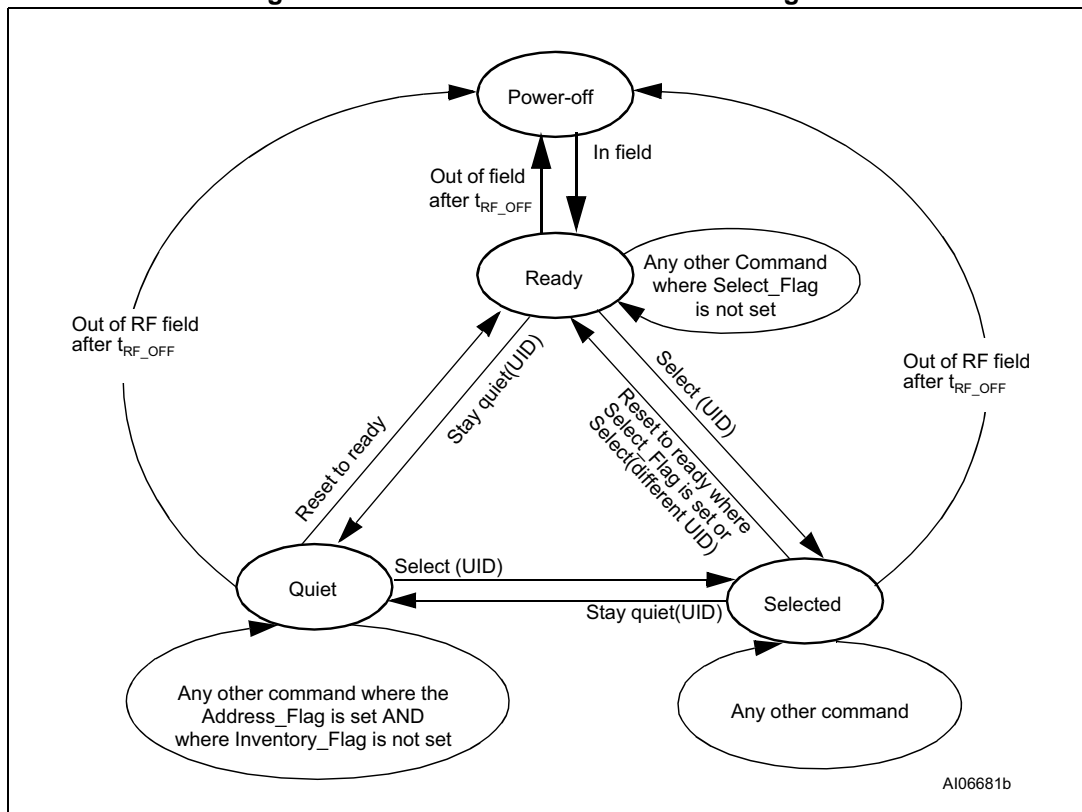 Power-off
In field
Out of field
after tRF_OFF
Ready
Any other Command
where Select_Flag
is not set
Out of RF field
after tRF_OFF
Out of RF field
after tRF_OFF
Reset to ready
Stay quiet(UID)
Select (UID)
Reset to ready where
Select_Flag is set or
Select(different UID)
Quiet
Select (UID)
Stay quiet(UID)
Selected
Any other command where the
Address_Flag is set AND
where Inventory_Flag is not set
Any other command
AI06681b